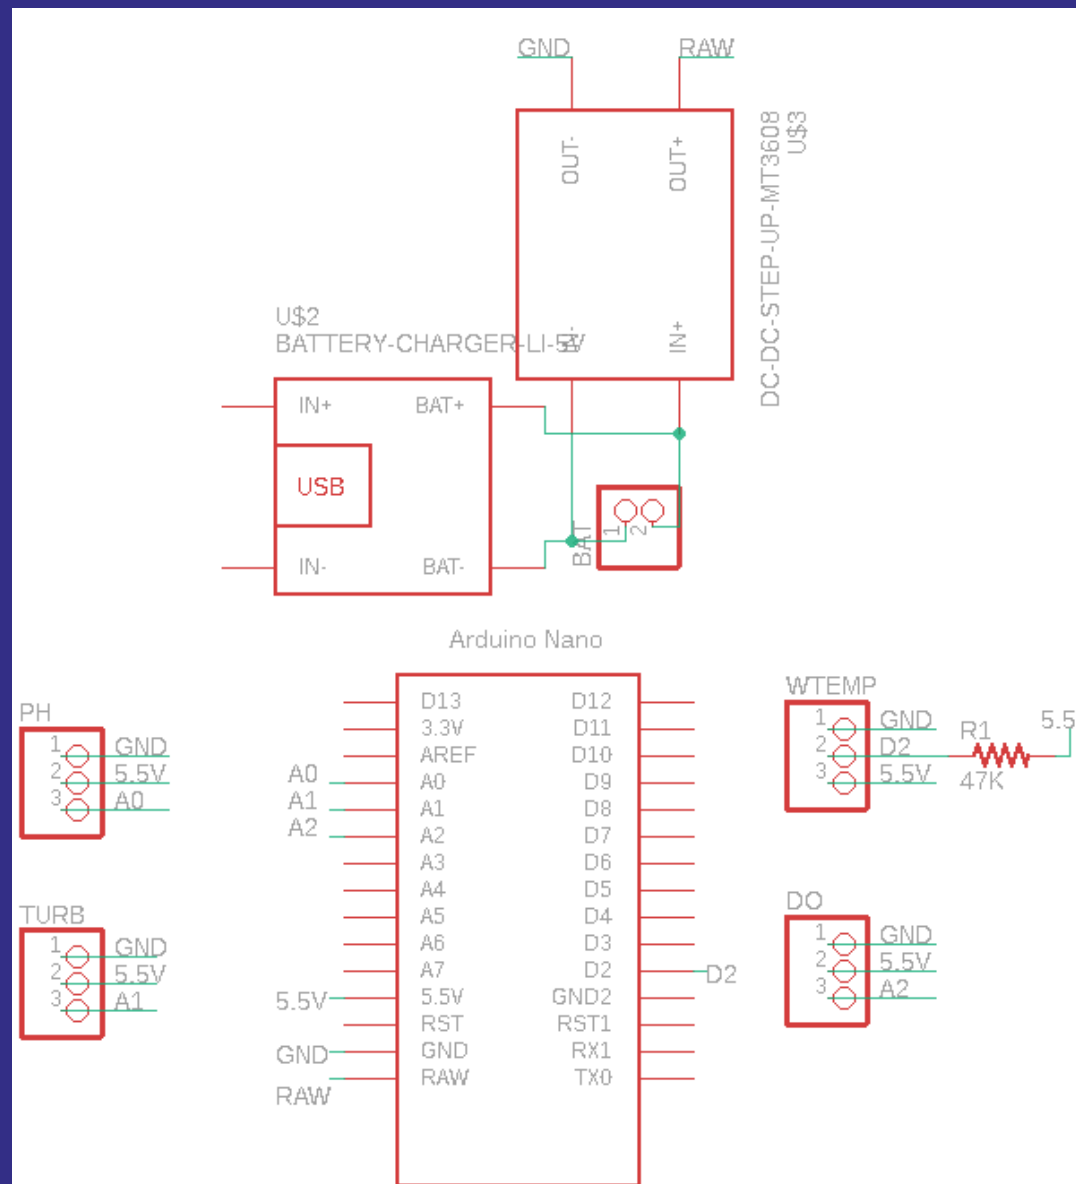 GND RAW
OUT- OUT+
DC-DC-STEP-UP-MT3608
U$3
IN- IN+
U$2
BATTERY-CHARGER-LI-5V
IN+ BAT+
USB
IN- BAT-
BAT
1 2
Arduino Nano
PH
1 GND
2 5.5V
3 A0
TURB
1 GND
2 5.5V
3 A1
D13 D12
3.3V D11
AREF D10
A0 A0 D9
A1 A1 D8
A2 A2 D7
A3 D6
A4 D5
A5 D4
A6 D3
A7 D2 D2
5.5V 5.5V GND2
RST RST1
GND GND RX1
RAW RAW TX0
WTEMP
1 GND
2 D2
3 5.5V
R1
47K
5.5
DO
1 GND
2 5.5V
3 A2